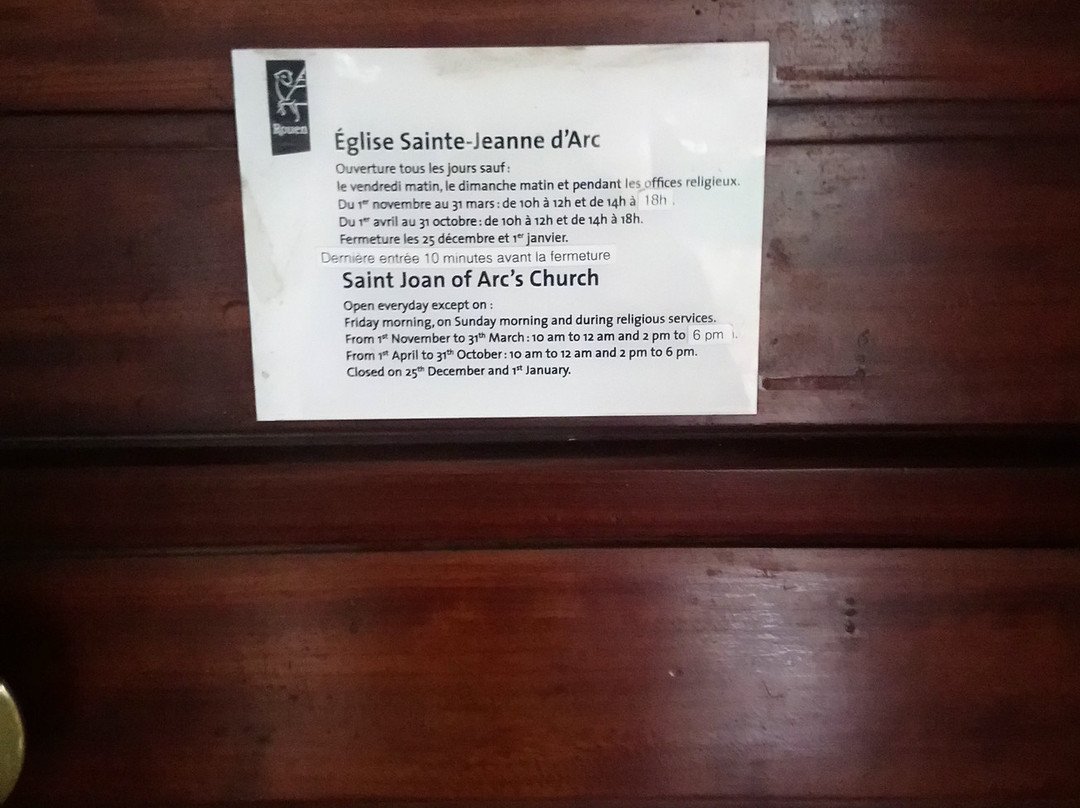 Rouen
Église Sainte-Jeanne d'Arc
Ouverture tous les jours sauf :
le vendredi matin, le dimanche matin et pendant les offices religieux.
Du 1er novembre au 31 mars : de 10h à 12h et de 14h à 18h .
Du 1er avril au 31 octobre : de 10h à 12h et de 14h à 18h.
Fermeture les 25 décembre et 1er janvier.
Dernière entrée 10 minutes avant la fermeture
Saint Joan of Arc's Church
Open everyday except on :
Friday morning, on Sunday morning and during religious services.
From 1st November to 31th March : 10 am to 12 am and 2 pm to 6 pm .
From 1st April to 31th October : 10 am to 12 am and 2 pm to 6 pm.
Closed on 25th December and 1st January.